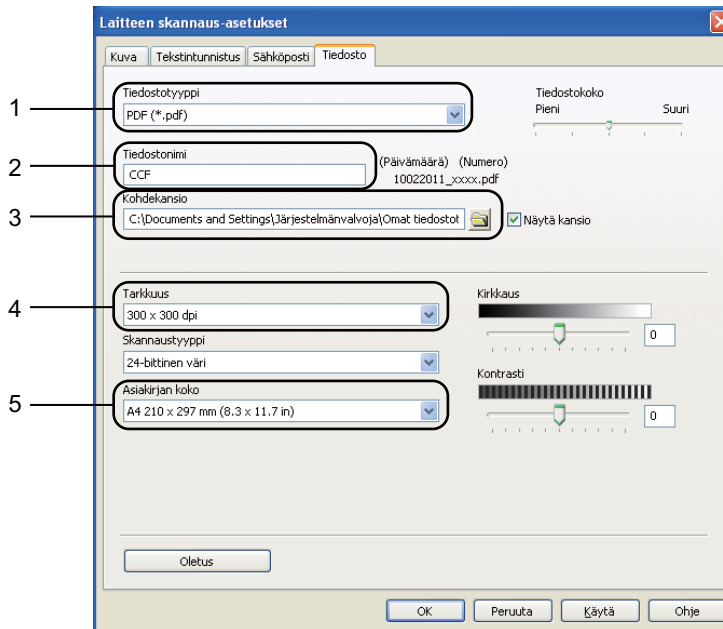 Laitteen skannaus-asetukset
Kuva Tekstintunnistus Sähköposti Tiedosto
1
Tiedostotyyppi
PDF (*.pdf)
Tiedostokoko
Pieni Suuri
2
Tiedostonimi
CCF
(Päivämäärä) (Numero)
10022011_xxxx.pdf
3
Kohdekansio
C:\Documents and Settings\Järjestelmänvalvoja\Omat tiedostot
Näytä kansio
4
Tarkkuus
300 x 300 dpi
Kirkkaus
0
Skannaustyyppi
24-bittinen väri
Kontrasti
0
5
Asiakirjan koko
A4 210 x 297 mm (8.3 x 11.7 in)
Oletus
OK Peruuta Käytä Ohje